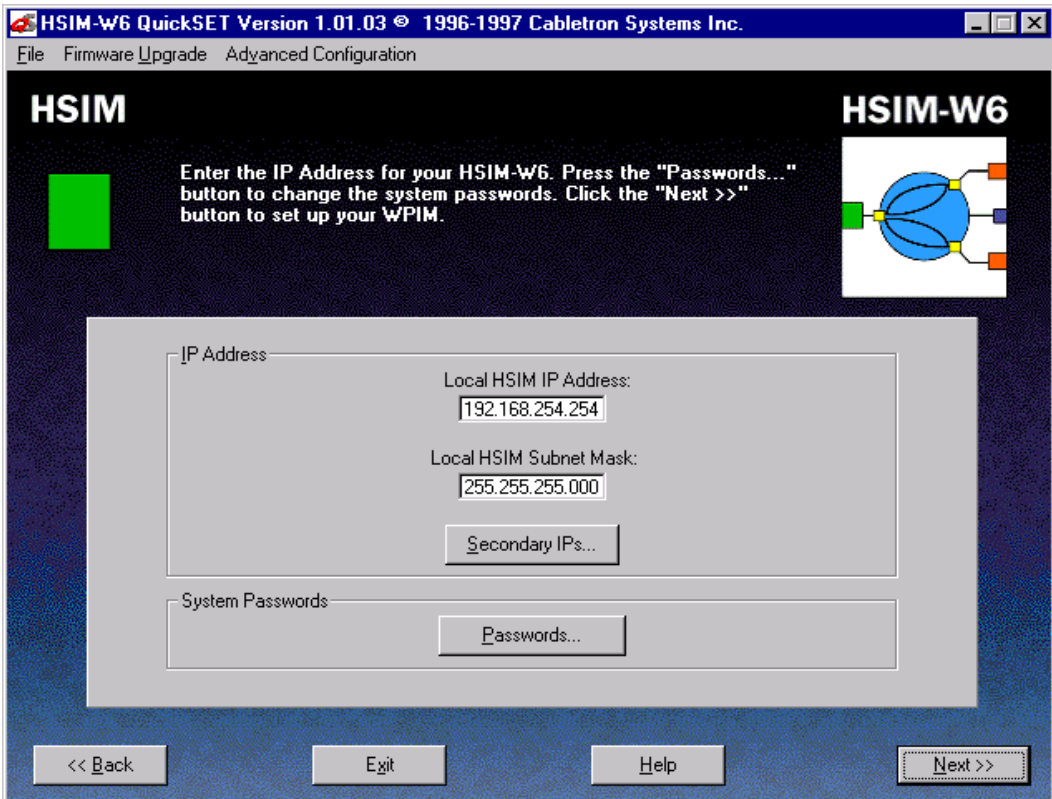 HSIM-W6 QuickSET Version 1.01.03 © 1996-1997 Cabletron Systems Inc.
File Firmware Upgrade Advanced Configuration
HSIM
HSIM-W6
Enter the IP Address for your HSIM-W6. Press the "Passwords..."
button to change the system passwords. Click the "Next >>"
button to set up your WPIM.
IP Address
Local HSIM IP Address:
192.168.254.254
Local HSIM Subnet Mask:
255.255.255.000
Secondary IPs...
System Passwords
Passwords...
<< Back
Exit
Help
Next >>